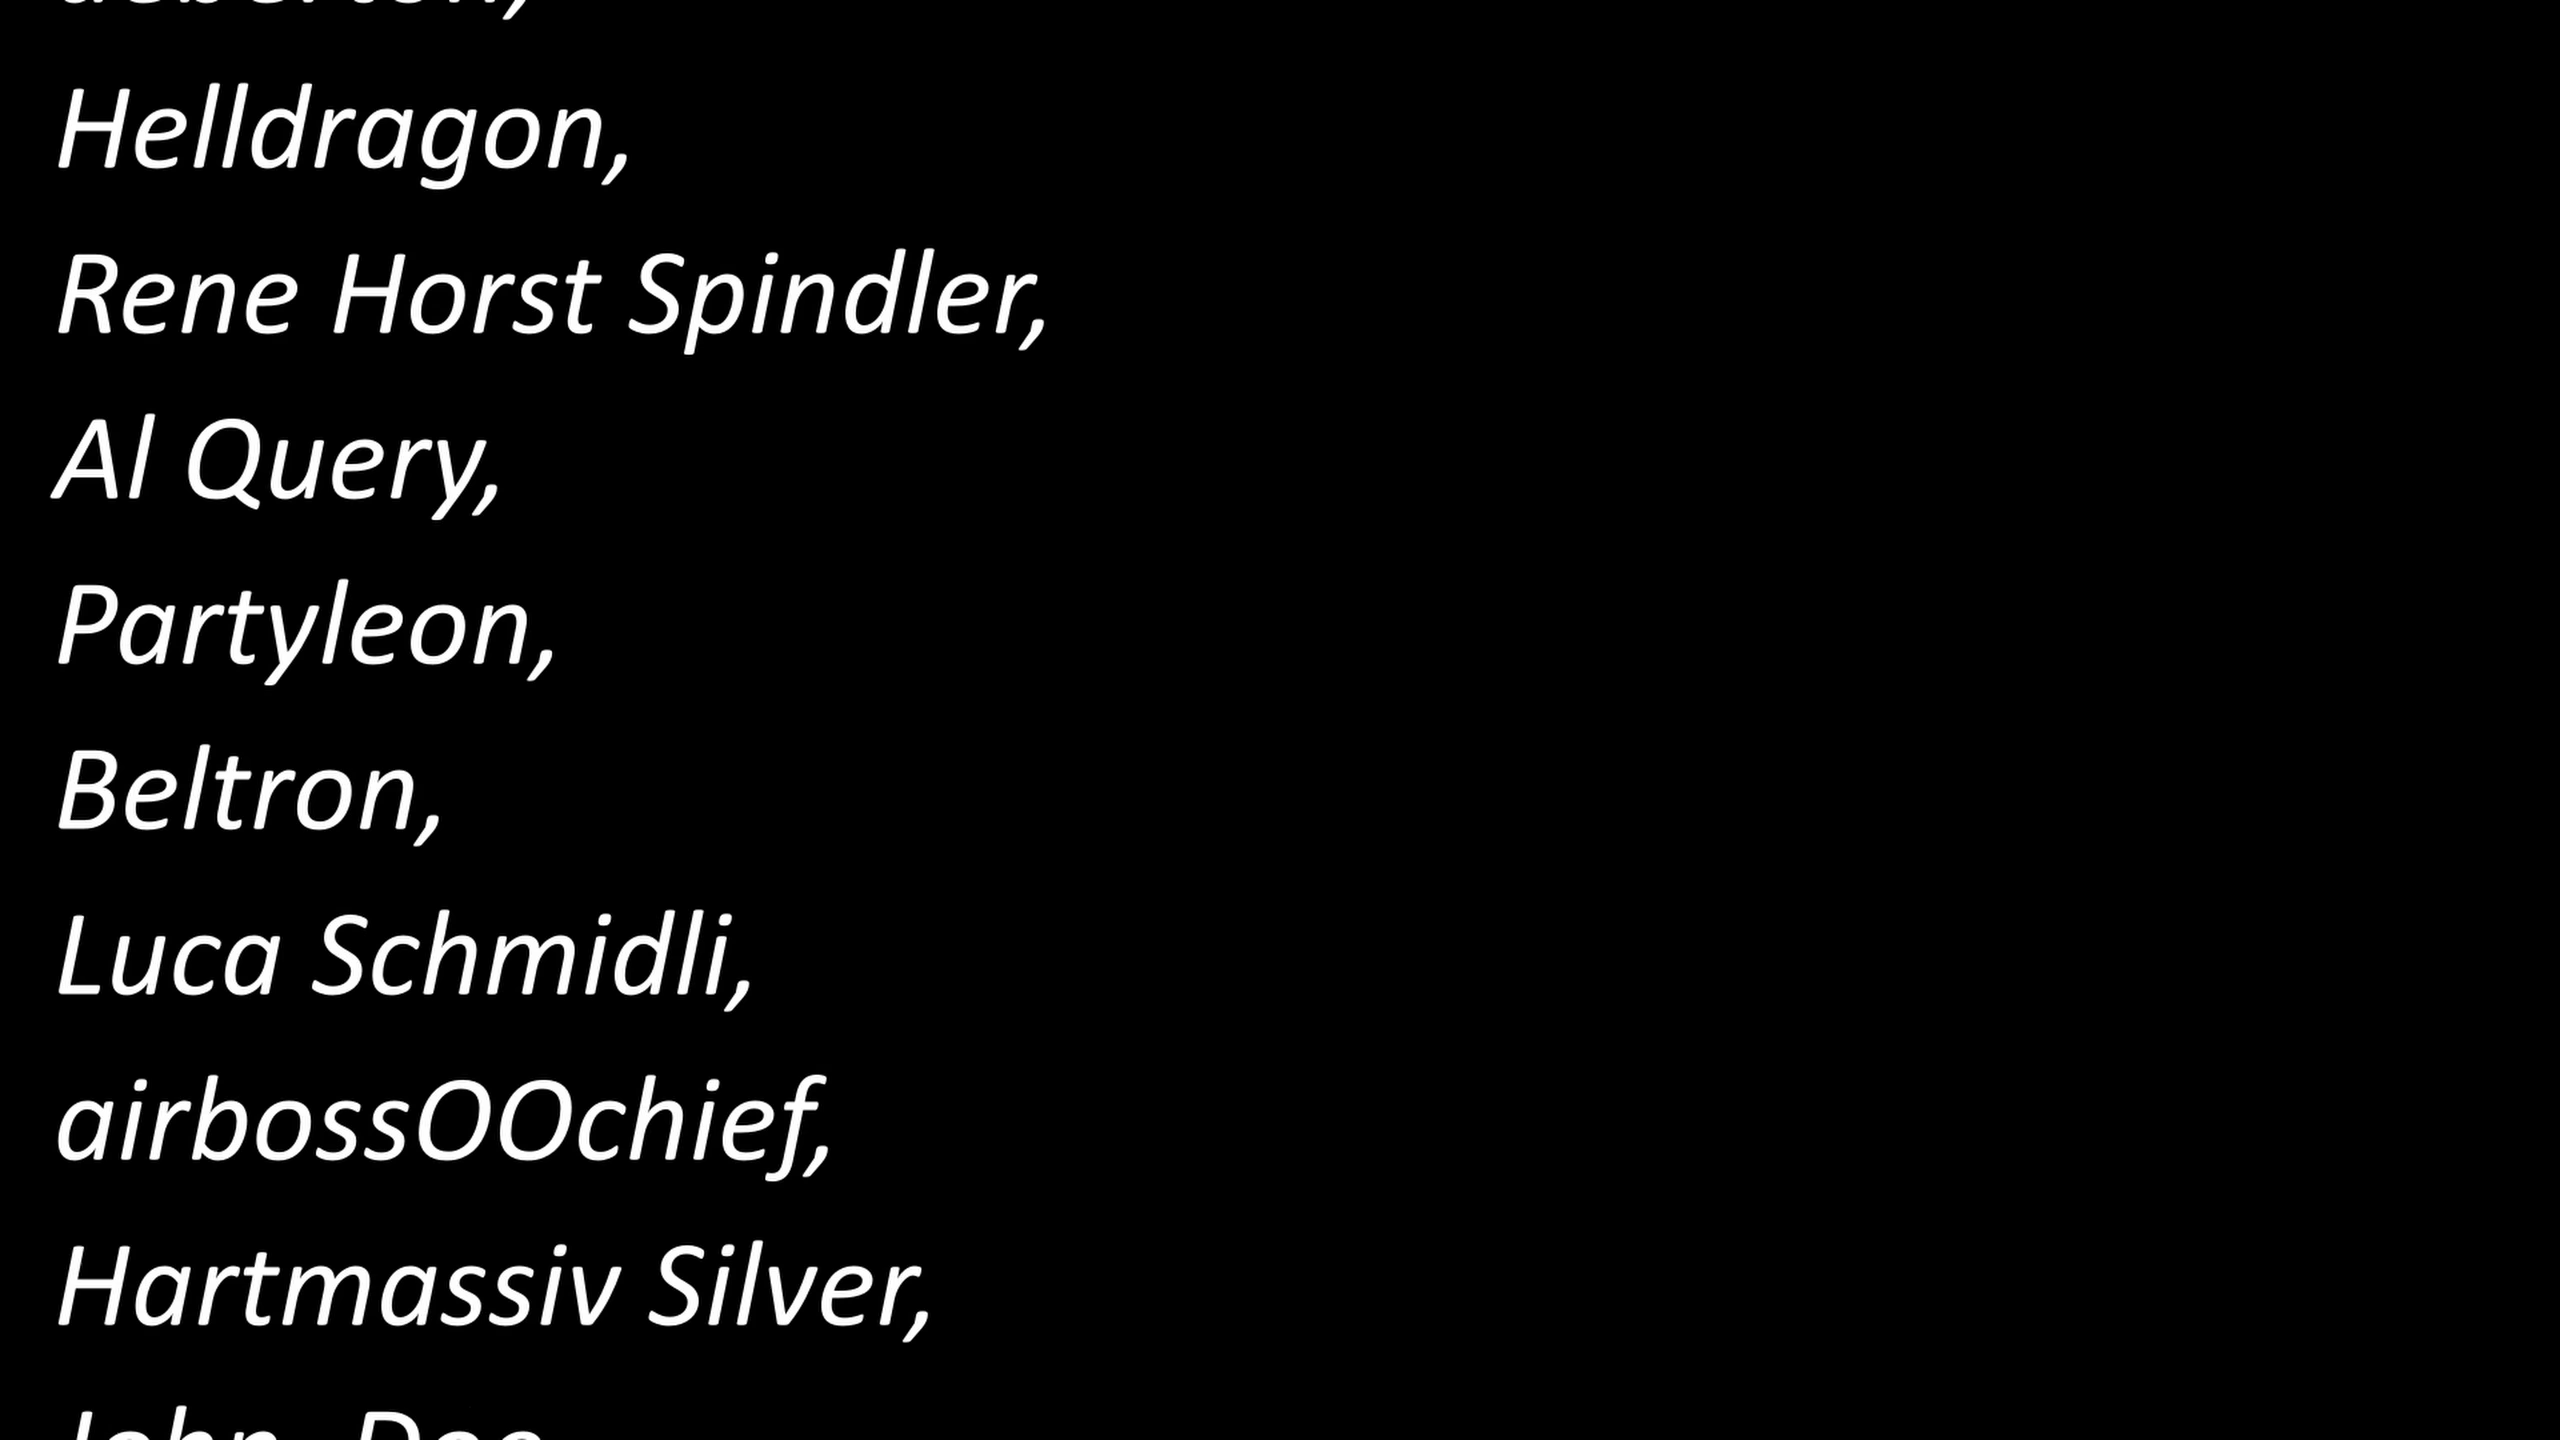 Helldragon,
Rene Horst Spindler,
Al Query,
Partyleon,
Beltron,
Luca Schmidli,
airbossOOchief,
Hartmassiv Silver,